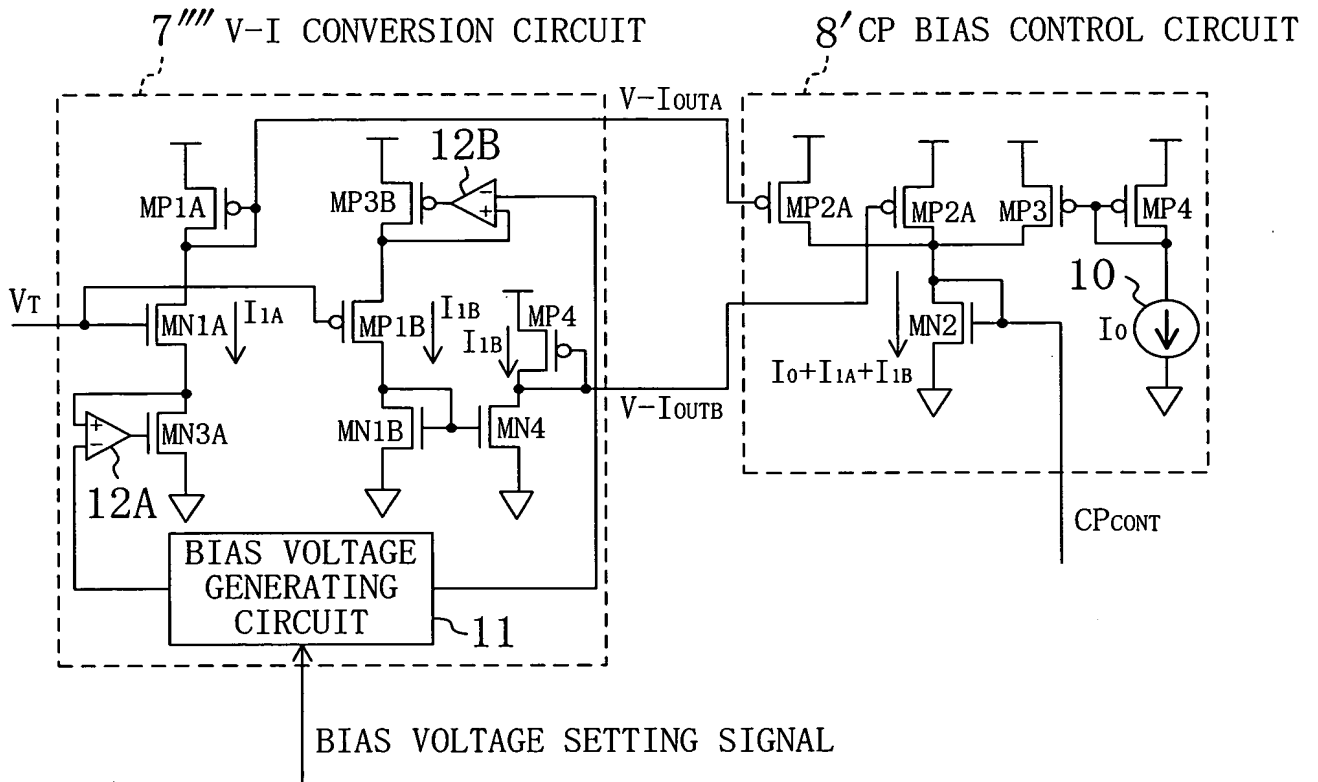 7'''' V-I CONVERSION CIRCUIT
8' CP BIAS CONTROL CIRCUIT
V-IOUTA
12B
MP1A
MP3B
-
+
MP2A
MP2A
MP3
MP4
VT
MN1A
I1A
MP1B
I1B
I1B
MP4
10
I0
MN2
I0+I1A+I1B
V-IOUTB
+
-
MN3A
MN1B
MN4
12A
CPCONT
BIAS VOLTAGE
GENERATING
CIRCUIT
11
BIAS VOLTAGE SETTING SIGNAL